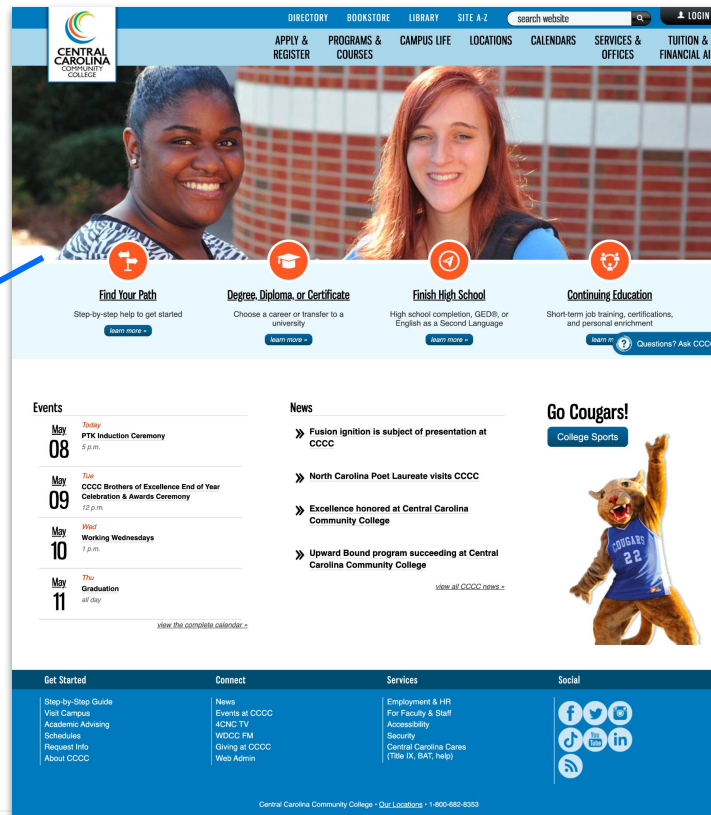 DIRECTORY BOOKSTORE LIBRARY SITE A-Z search website LOGIN
CENTRAL
CAROLINA
COMMUNITY
COLLEGE
APPLY &
REGISTER
PROGRAMS &
COURSES
CAMPUS LIFE
LOCATIONS
CALENDARS
SERVICES &
OFFICES
TUITION &
FINANCIAL AI
Find Your Path
Step-by-step help to get started
learn more »
Degree, Diploma, or Certificate
Choose a career or transfer to a
university
learn more »
Finish High School
High school completion, GED®, or
English as a Second Language
learn more »
Continuing Education
Short-term job training, certifications,
and personal enrichment
learn m
? Questions? Ask CCC
Events
May
08
Today
PTK Induction Ceremony
5 p.m.
May
09
Tue
CCCC Brothers of Excellence End of Year
Celebration & Awards Ceremony
12 p.m.
May
10
Wed
Working Wednesdays
1 p.m.
May
11
Thu
Graduation
all day
view the complete calendar »
News
Fusion ignition is subject of presentation at
CCCC
North Carolina Poet Laureate visits CCCC
Excellence honored at Central Carolina
Community College
Upward Bound program succeeding at Central
Carolina Community College
view all CCCC news »
Go Cougars!
College Sports
COUGARS
22
Get Started
Step-by-Step Guide
Visit Campus
Academic Advising
Schedules
Request Info
About CCCC
Connect
News
Events at CCCC
4CNC TV
WDCC FM
Giving at CCCC
Web Admin
Services
Employment & HR
For Faculty & Staff
Accessibility
Security
Central Carolina Cares
(Title IX, BAT, help)
Social
f
You
Tube
in
Central Carolina Community College • Our Locations • 1-800-682-8353